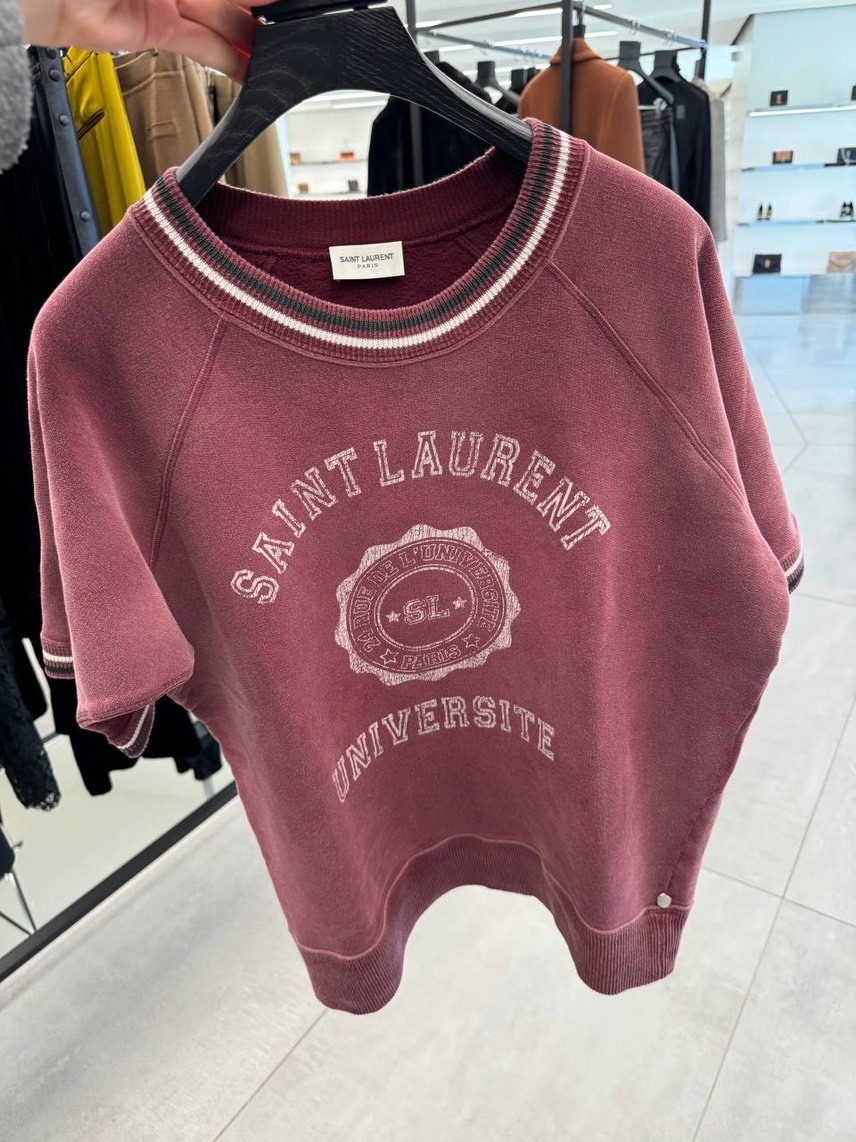 SAINT LAURENT
PARIS
SAINT LAURENT
24 RUE DE L'UNIVERSITE
SL
PARIS
UNIVERSITE